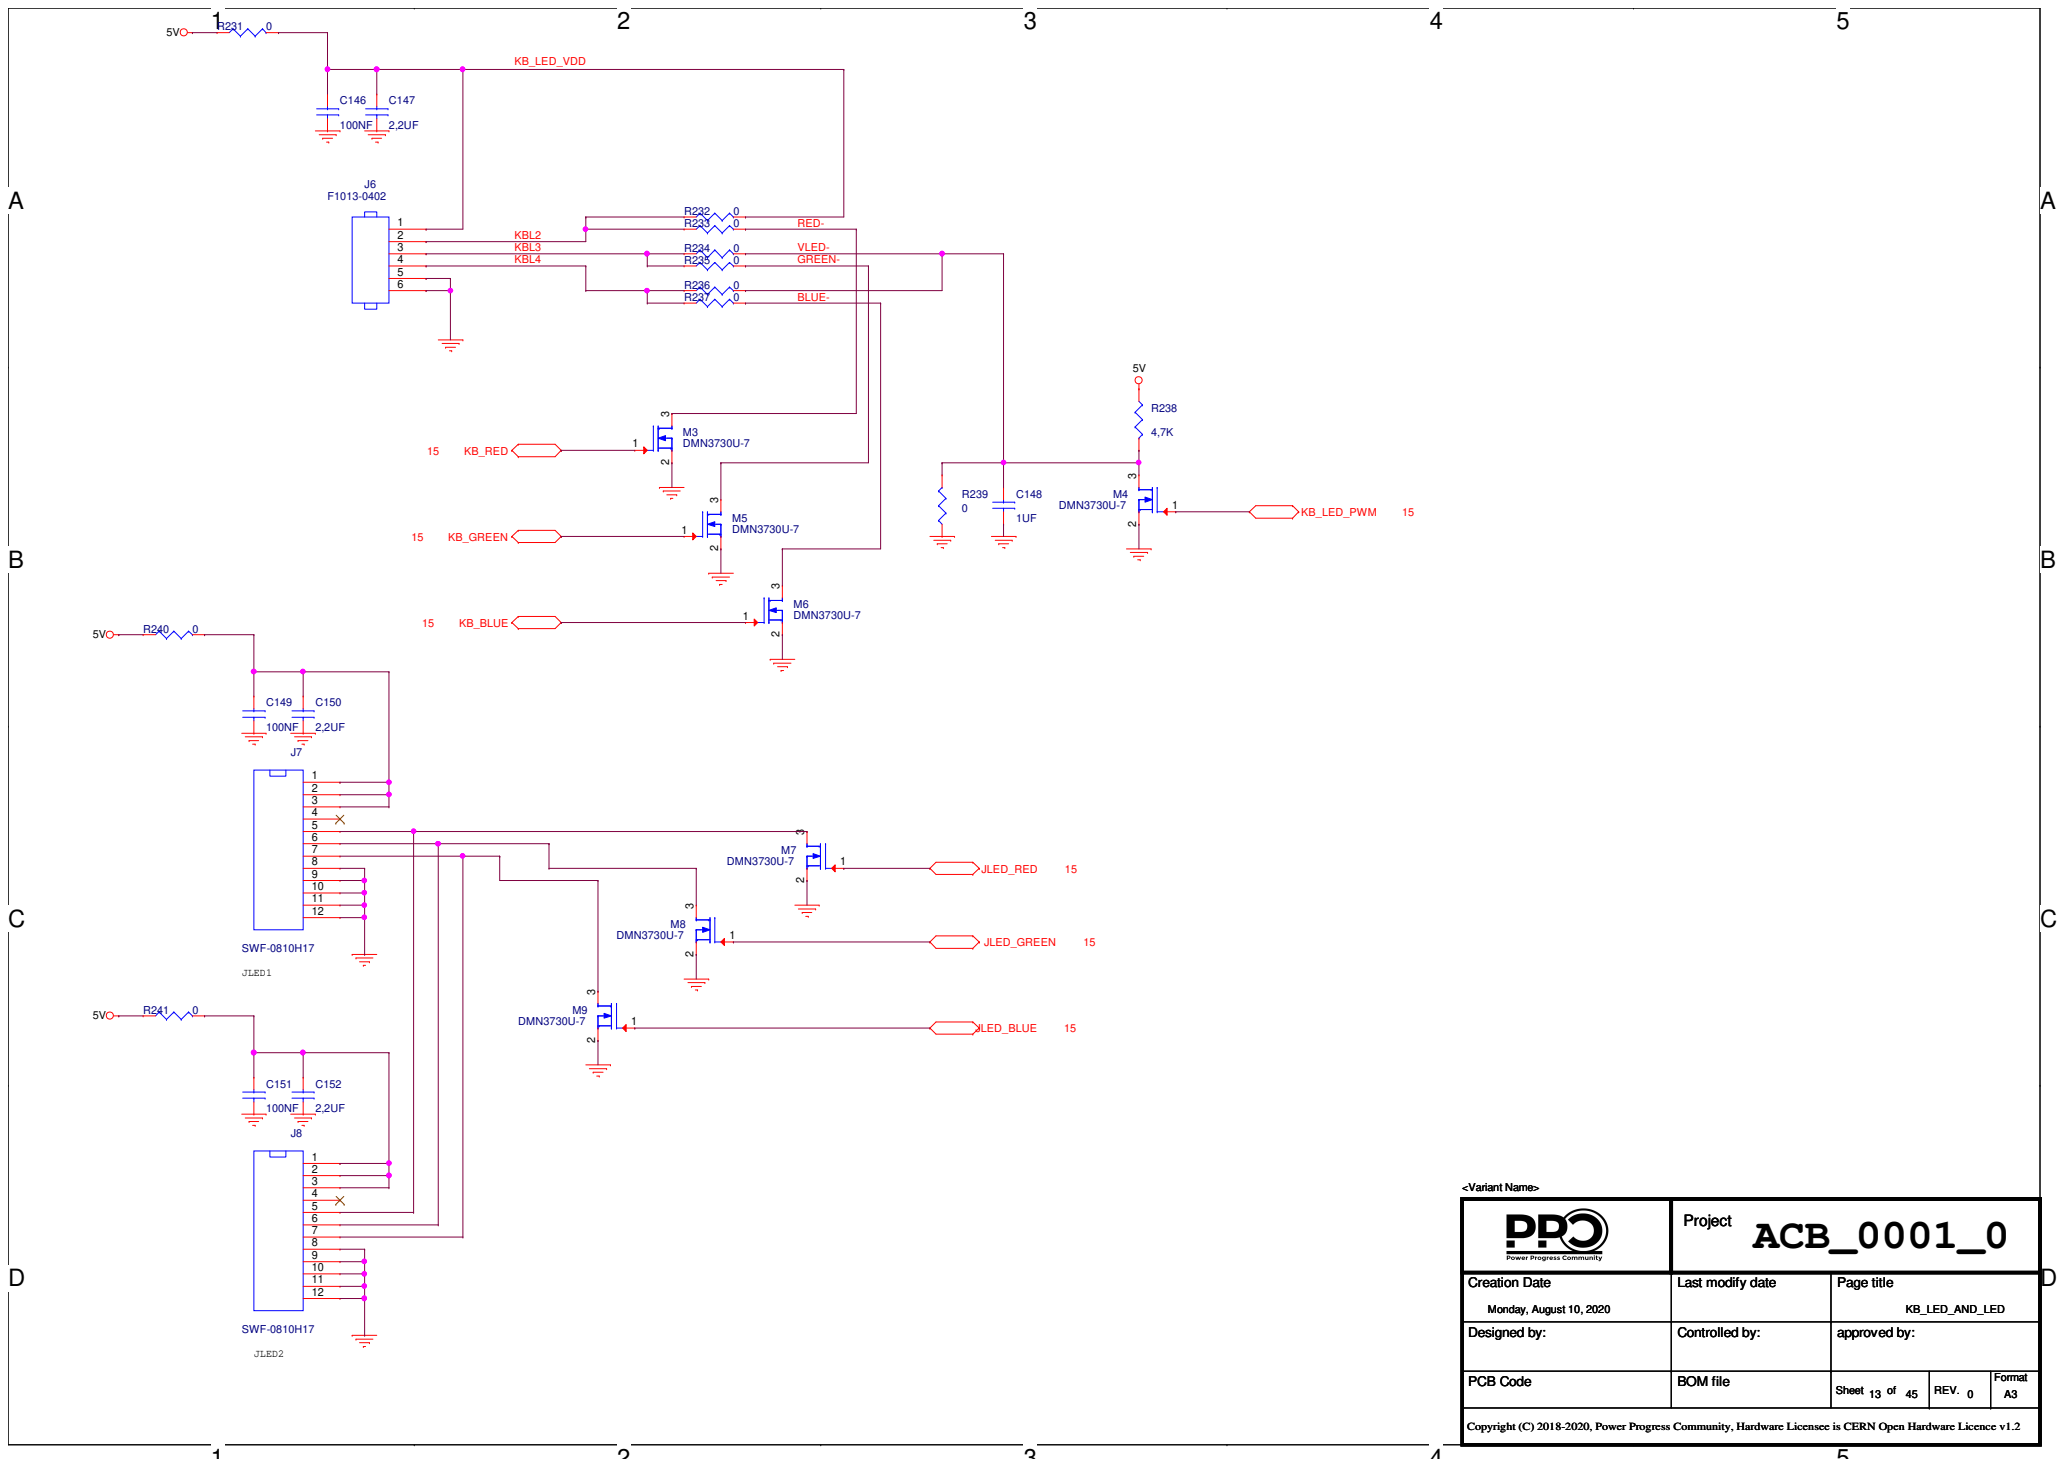 1 2 3 4 5
5V R231 0
KB_LED_VDD
C146 C147
100NF 2,2UF
A A
J6
F1013-0402
1
2
3
4
5
6
KBL2
KBL3
KBL4
R232 0
R233 0 RED-
R234 0 VLED-
R235 0 GREEN-
R236 0
R237 0 BLUE-
5V
R238
4,7K
15 KB_RED 1 3 2 M3
DMN3730U-7
15 KB_GREEN 1 3 2 M5
DMN3730U-7
15 KB_BLUE 1 3 2 M6
DMN3730U-7
R239
0
C148
1UF
M4
DMN3730U-7
3 2 1 KB_LED_PWM 15
B B
5V R240 0
C149 C150
100NF 2,2UF
J7
1
2
3
4
5
6
7
8
9
10
11
12
SWF-0810H17
JLED1
M7
DMN3730U-7
3 2 1 JLED_RED 15
M8
DMN3730U-7
3 2 1 JLED_GREEN 15
M9
DMN3730U-7
3 2 1 JLED_BLUE 15
C C
5V R241 0
C151 C152
100NF 2,2UF
J8
1
2
3
4
5
6
7
8
9
10
11
12
SWF-0810H17
JLED2
D D
<Variant Name>
PPC
Power Progress Community
Project ACB_0001_0
Creation Date Last modify date Page title
Monday, August 10, 2020 KB_LED_AND_LED
Designed by: Controlled by: approved by:
PCB Code BOM file Sheet 13 of 45 REV. 0 Format A3
Copyright (C) 2018-2020, Power Progress Community, Hardware Licensee is CERN Open Hardware Licence v1.2
1 2 3 4 5